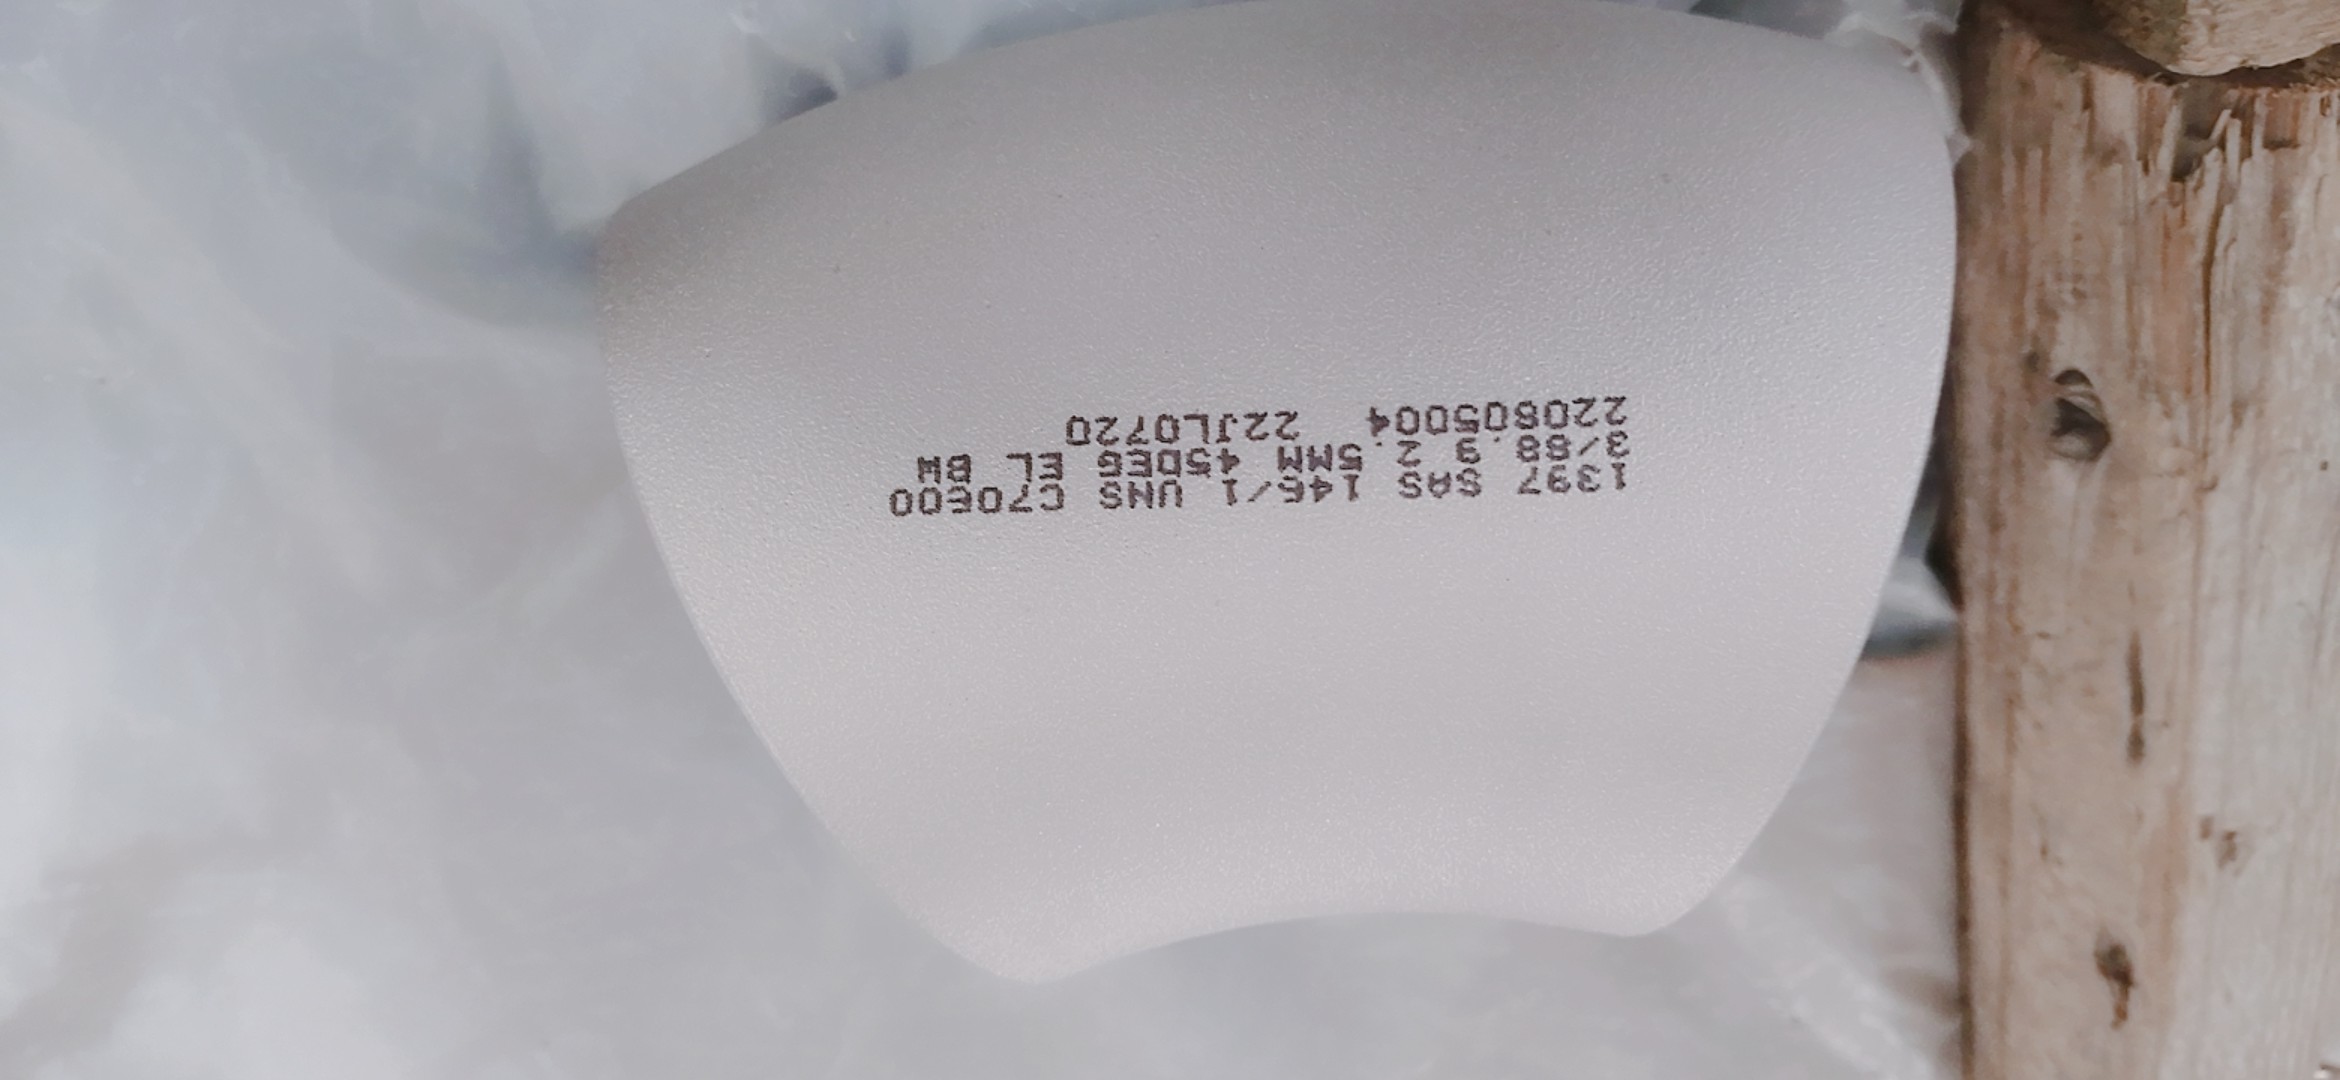 1397 SAS 146/1 UNS C70600
3/88.9 2.5MM 45DEG EL BW
220805004 22JL0720